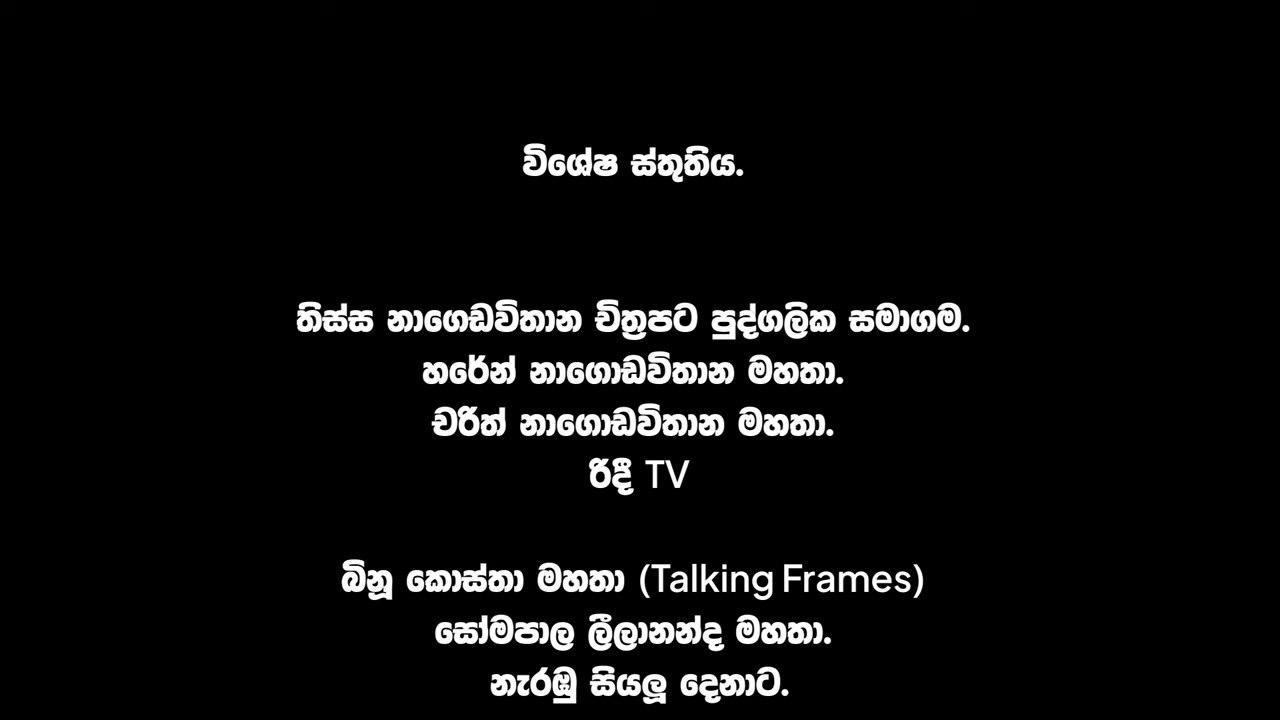 විශේෂ ස්තූතිය.
තිස්ස නාගෙඩවිතාන චිත්‍රපට පුද්ගලික සමාගම.
හරේන් නාගොඩවිතාන මහතා.
චරිත් නාගොඩවිතාන මහතා.
රිදී TV
බිනූ කොස්තා මහතා (Talking Frames)
සෝමපාල ලීලානන්ද මහතා.
නැරඹු සියලූ දෙනාට.